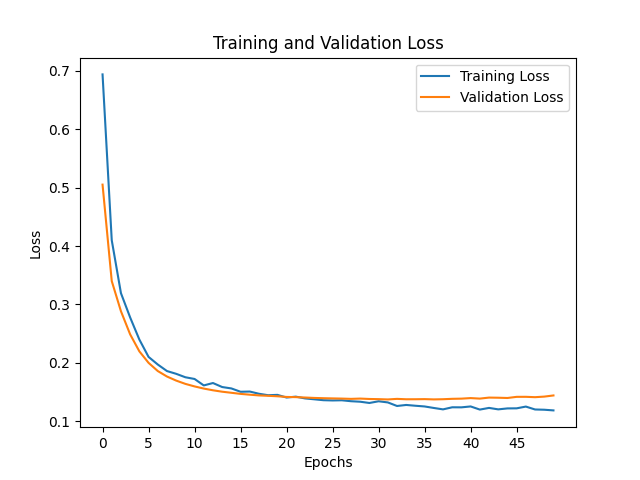 Training and Validation Loss
Training Loss
Validation Loss
Loss
0.7
0.6
0.5
0.4
0.3
0.2
0.1
0 5 10 15 20 25 30 35 40 45
Epochs